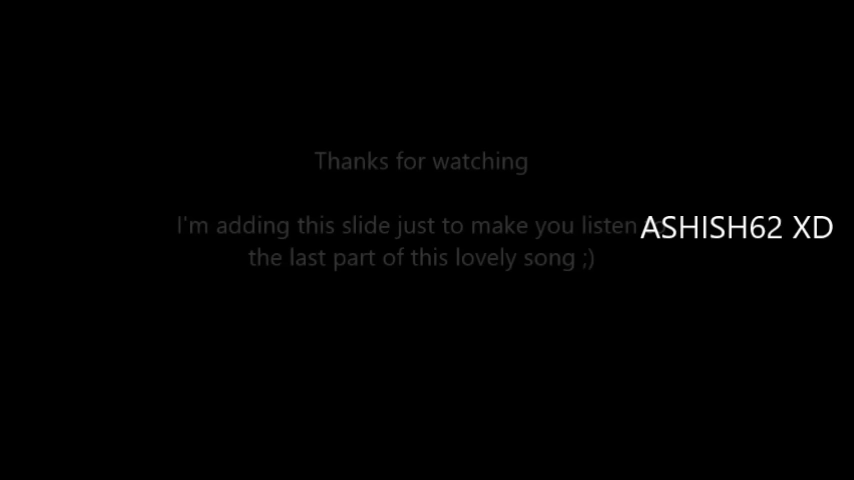 Thanks for watching
I'm adding this slide just to make you listen
ASHISH62 XD
the last part of this lovely song ;)